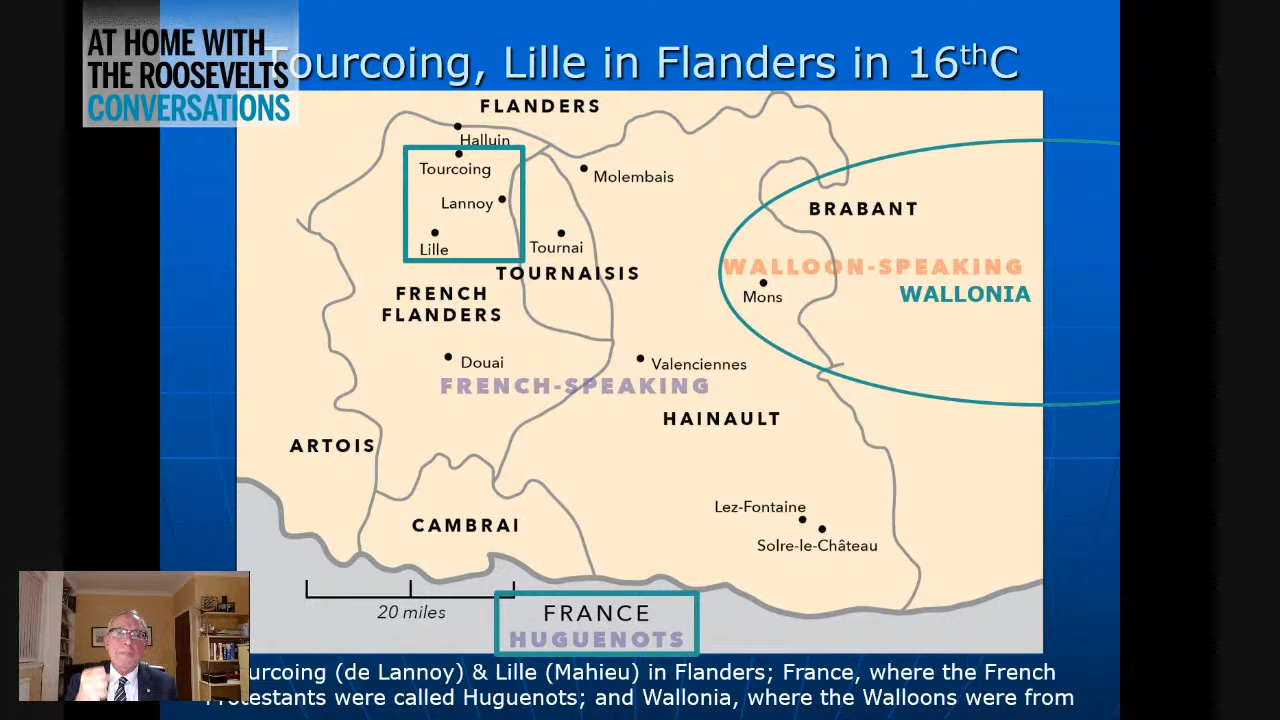 AT HOME WITH
THE ROOSEVELTS
CONVERSATIONS
Tourcoing, Lille in Flanders in 16thC
FLANDERS
Halluin
Tourcoing
Molembais
Lannoy
BRABANT
Lille
Tournai
TOURNAISIS
WALLOON-SPEAKING
WALLONIA
Mons
FRENCH
FLANDERS
Douai
Valenciennes
FRENCH-SPEAKING
HAINAULT
ARTOIS
Lez-Fontaine
CAMBRAI
Solre-le-Château
20 miles
FRANCE
HUGUENOTS
urcoing (de Lannoy) & Lille (Mahieu) in Flanders; France, where the French
rotestants were called Huguenots; and Wallonia, where the Walloons were from